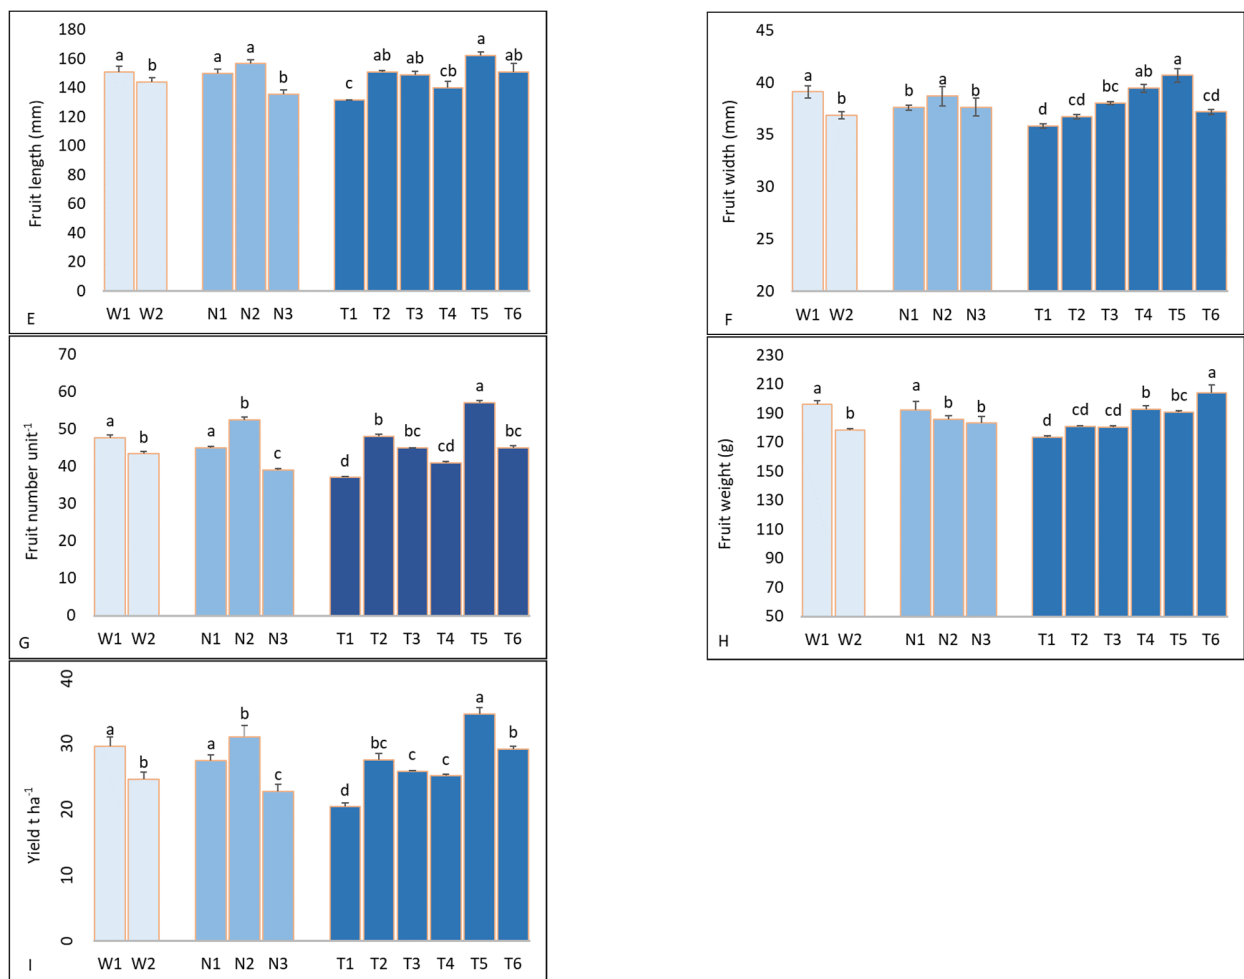 180
160
140
120
100
80
60
40
20
0
Fruit length (mm)
a b a a b c ab ab cb a ab
W1 W2 N1 N2 N3 T1 T2 T3 T4 T5 T6
E
45
40
35
30
25
20
Fruit width (mm)
a b b a b d cd bc ab a cd
W1 W2 N1 N2 N3 T1 T2 T3 T4 T5 T6
F
70
60
50
40
30
20
10
0
Fruit number unit⁻¹
a b a b c d b bc cd a bc
W1 W2 N1 N2 N3 T1 T2 T3 T4 T5 T6
G
230
210
190
170
150
130
110
90
70
50
Fruit weight (g)
a b a b b d cd cd b bc a
W1 W2 N1 N2 N3 T1 T2 T3 T4 T5 T6
H
40
30
20
10
0
Yield t ha⁻¹
a b a b c d bc c c a b
W1 W2 N1 N2 N3 T1 T2 T3 T4 T5 T6
I